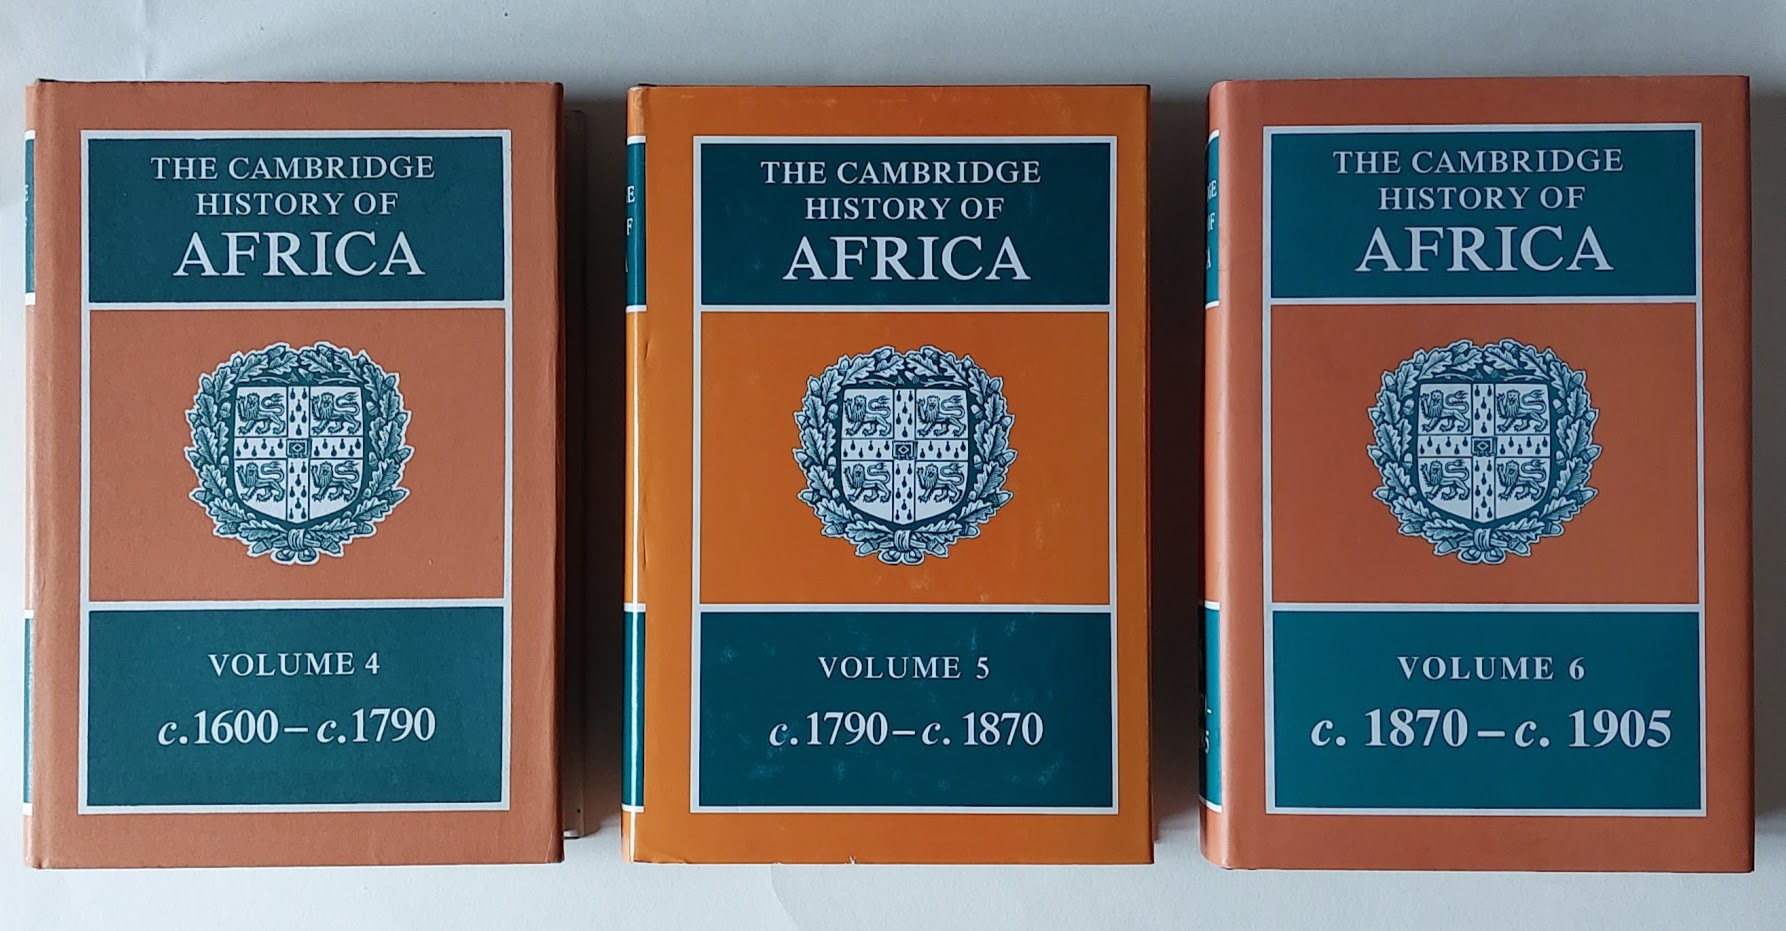 THE CAMBRIDGE
HISTORY OF
AFRICA
VOLUME 4
c.1600–c.1790
THE CAMBRIDGE
HISTORY OF
AFRICA
VOLUME 5
c.1790–c. 1870
THE CAMBRIDGE
HISTORY OF
AFRICA
VOLUME 6
c. 1870–c. 1905